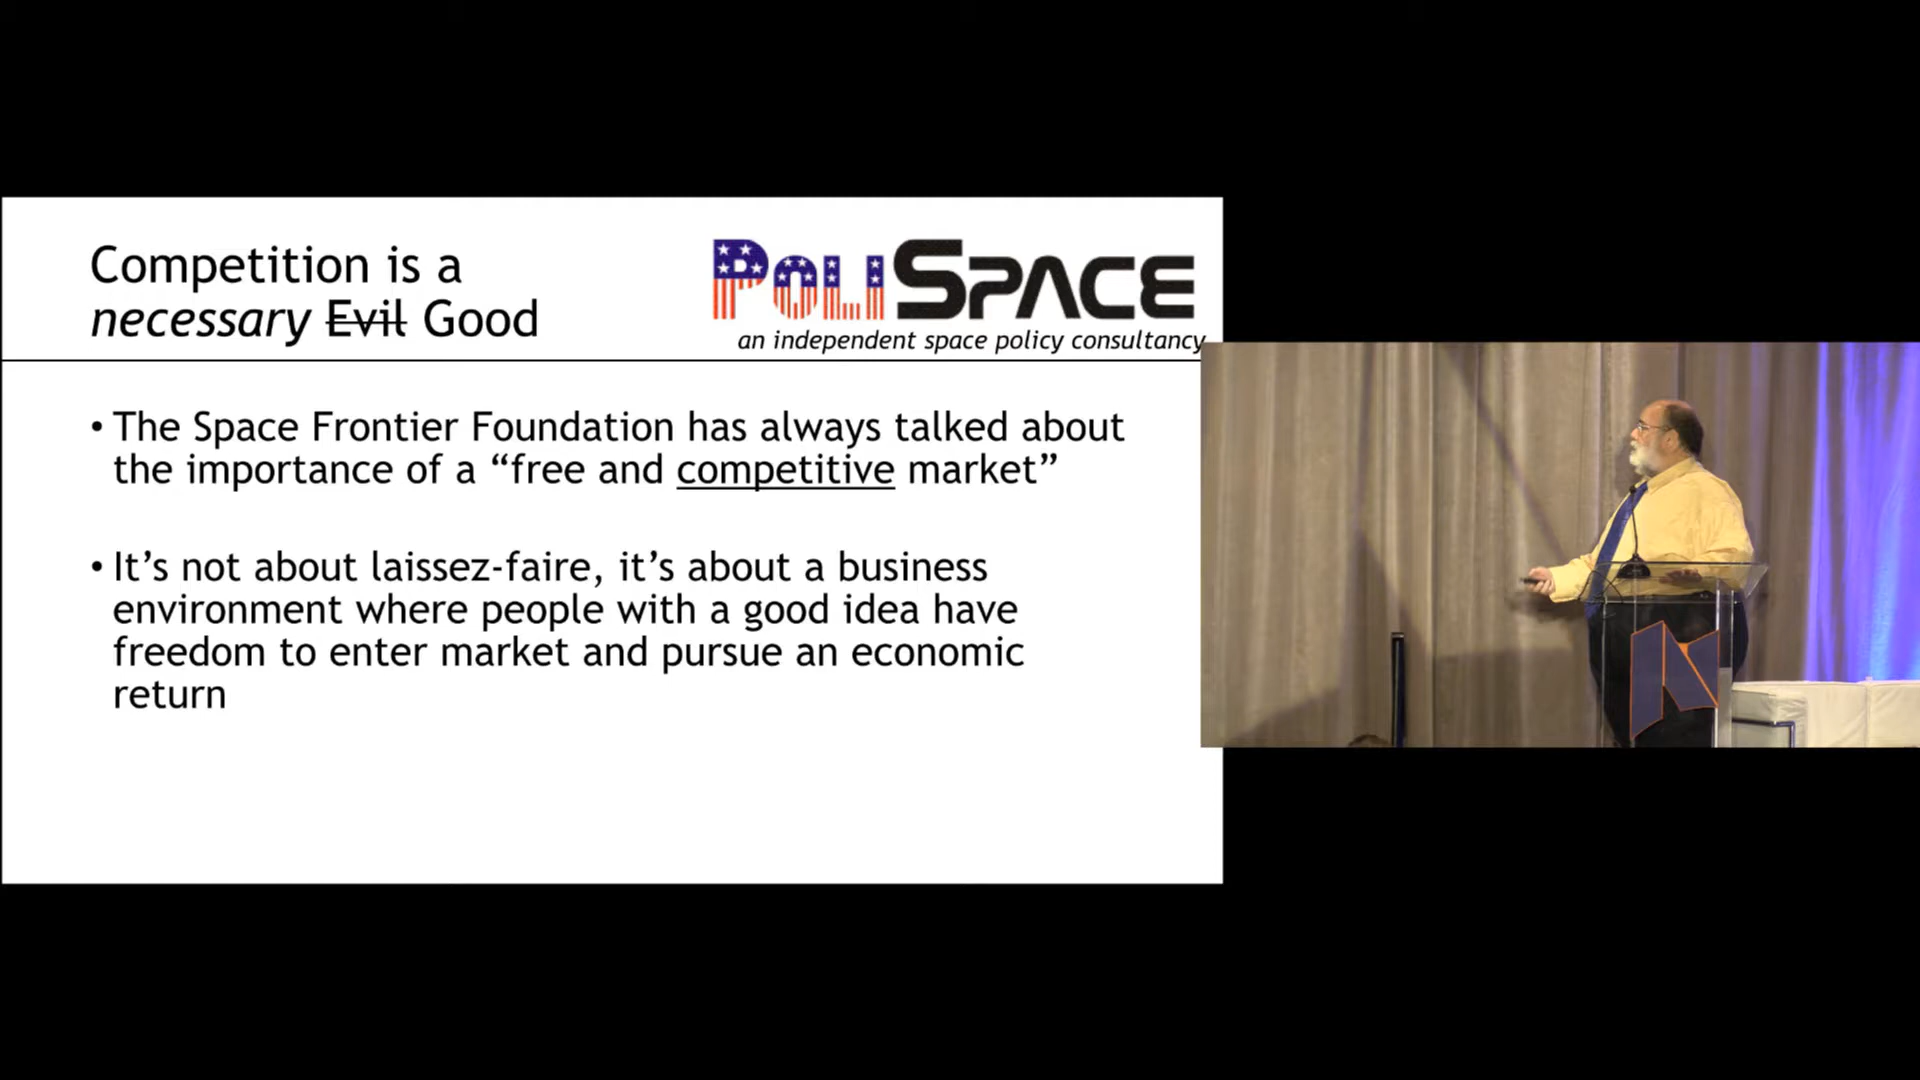 Competition is a
necessary Evil Good
POLISPACE
an independent space policy consultancy
• The Space Frontier Foundation has always talked about
the importance of a “free and competitive market”
• It’s not about laissez-faire, it’s about a business
environment where people with a good idea have
freedom to enter market and pursue an economic
return